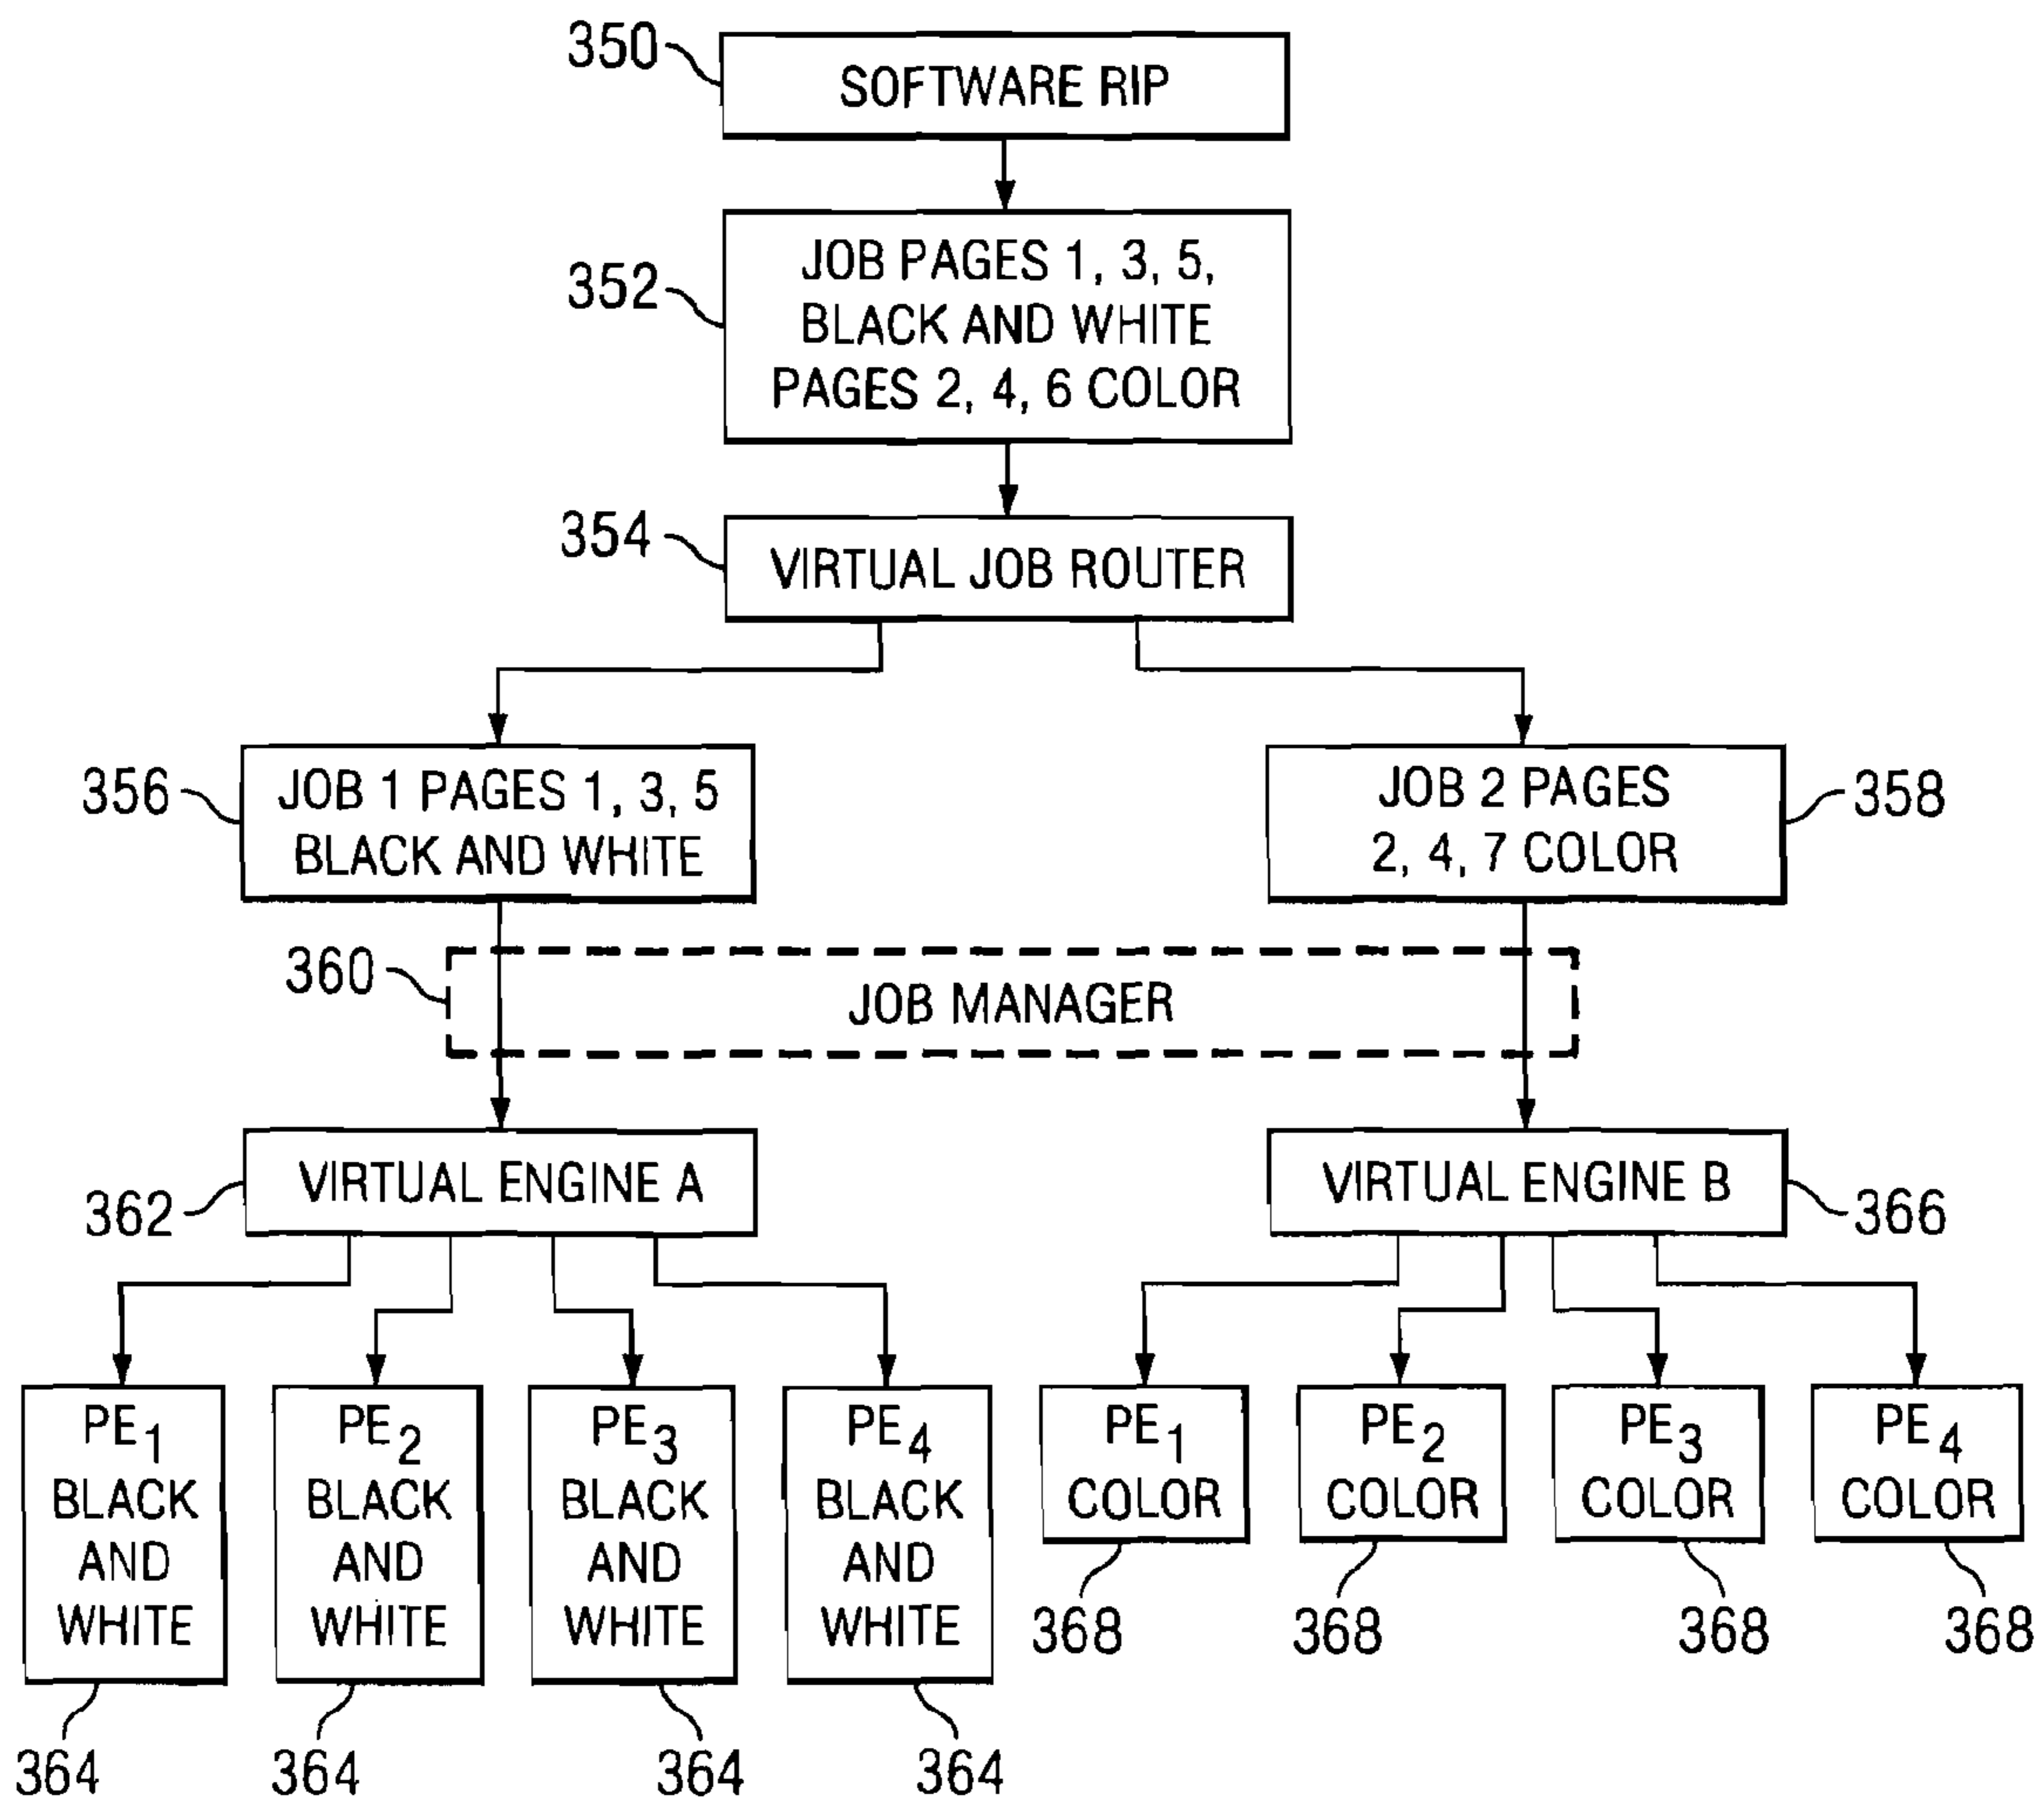 350
SOFTWARE RIP
352
JOB PAGES 1, 3, 5,
BLACK AND WHITE
PAGES 2, 4, 6 COLOR
354
VIRTUAL JOB ROUTER
356
JOB 1 PAGES 1, 3, 5
BLACK AND WHITE
JOB 2 PAGES
2, 4, 7 COLOR
358
360
JOB MANAGER
362
VIRTUAL ENGINE A
VIRTUAL ENGINE B
366
PE1
BLACK
AND
WHITE
364
PE2
BLACK
AND
WHITE
364
PE3
BLACK
AND
WHITE
364
PE4
BLACK
AND
WHITE
364
PE1
COLOR
368
PE2
COLOR
368
PE3
COLOR
368
PE4
COLOR
368